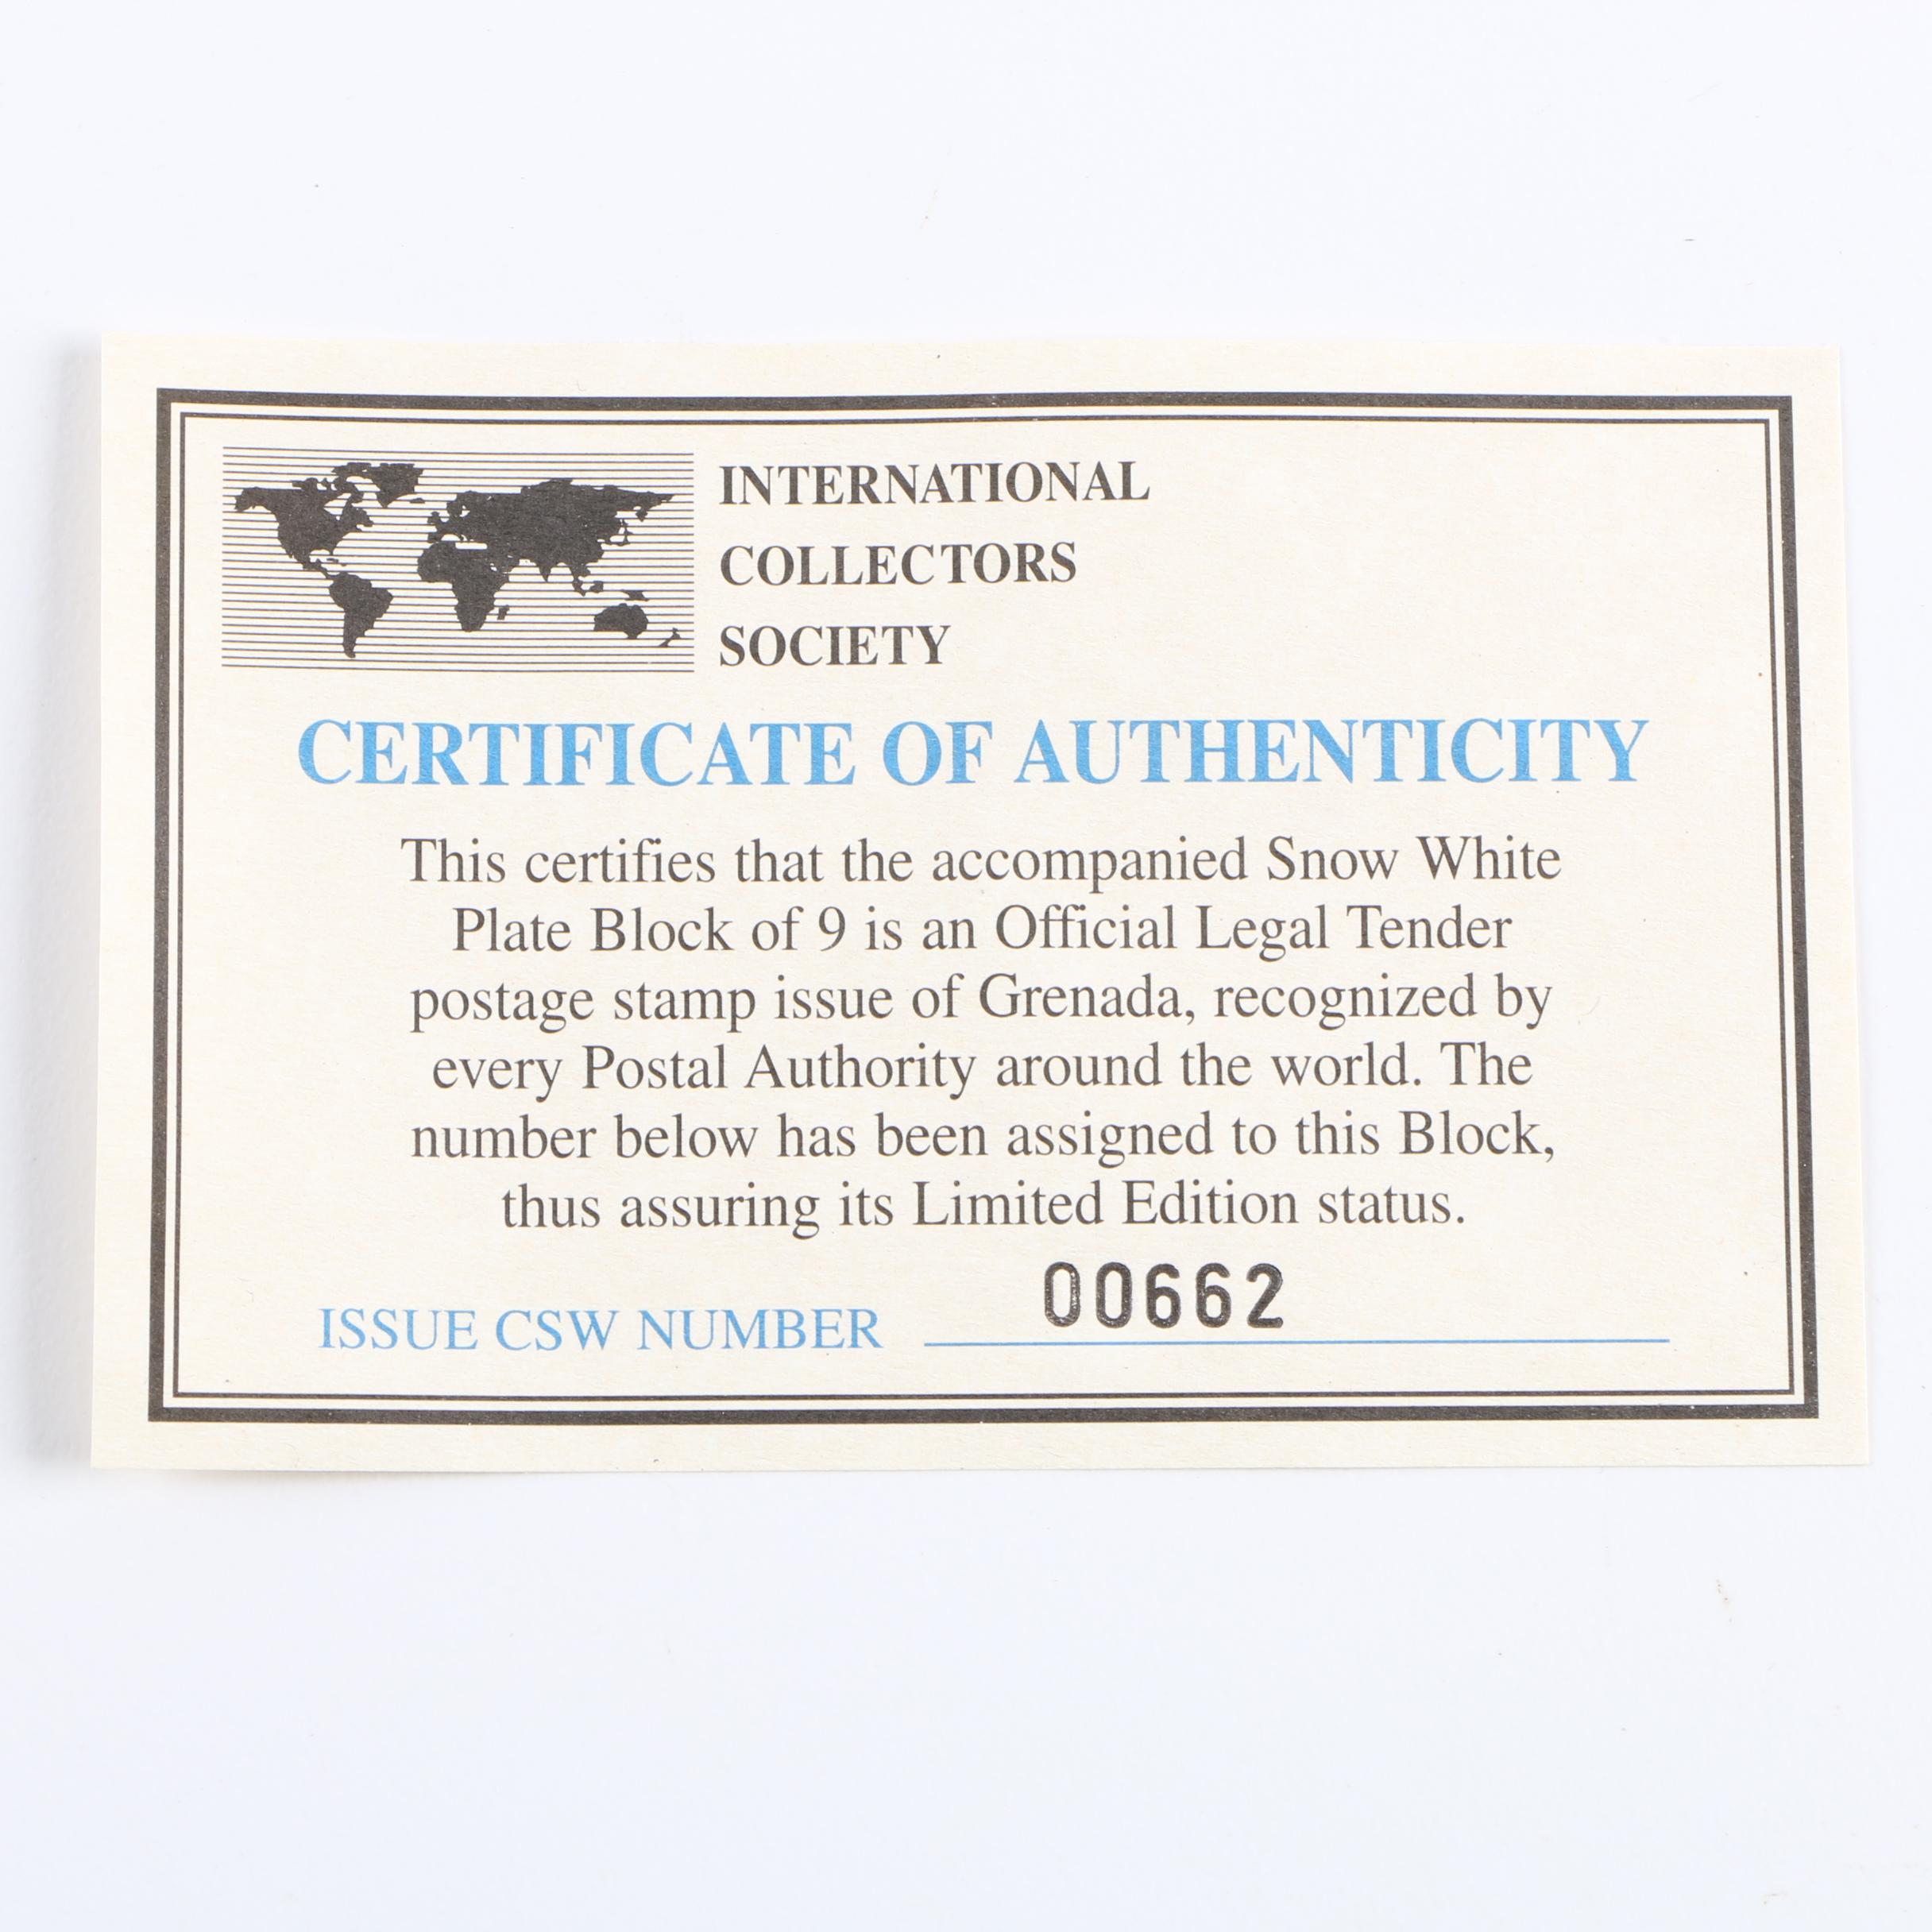 INTERNATIONAL
COLLECTORS
SOCIETY
CERTIFICATE OF AUTHENTICITY
This certifies that the accompanied Snow White
Plate Block of 9 is an Official Legal Tender
postage stamp issue of Grenada, recognized by
every Postal Authority around the world. The
number below has been assigned to this Block,
thus assuring its Limited Edition status.
ISSUE CSW NUMBER 00662